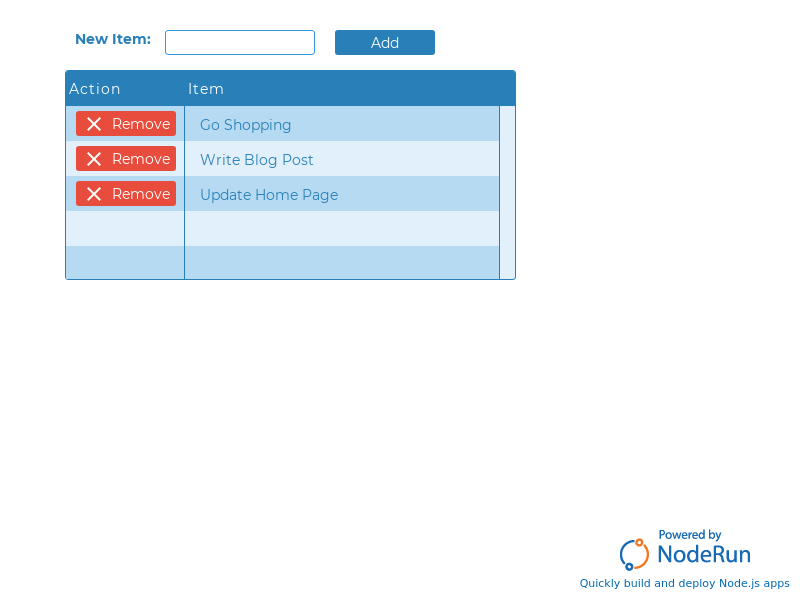 New Item: Add
Action Item
Remove Go Shopping
Remove Write Blog Post
Remove Update Home Page
Powered by
NodeRun
Quickly build and deploy Node.js apps